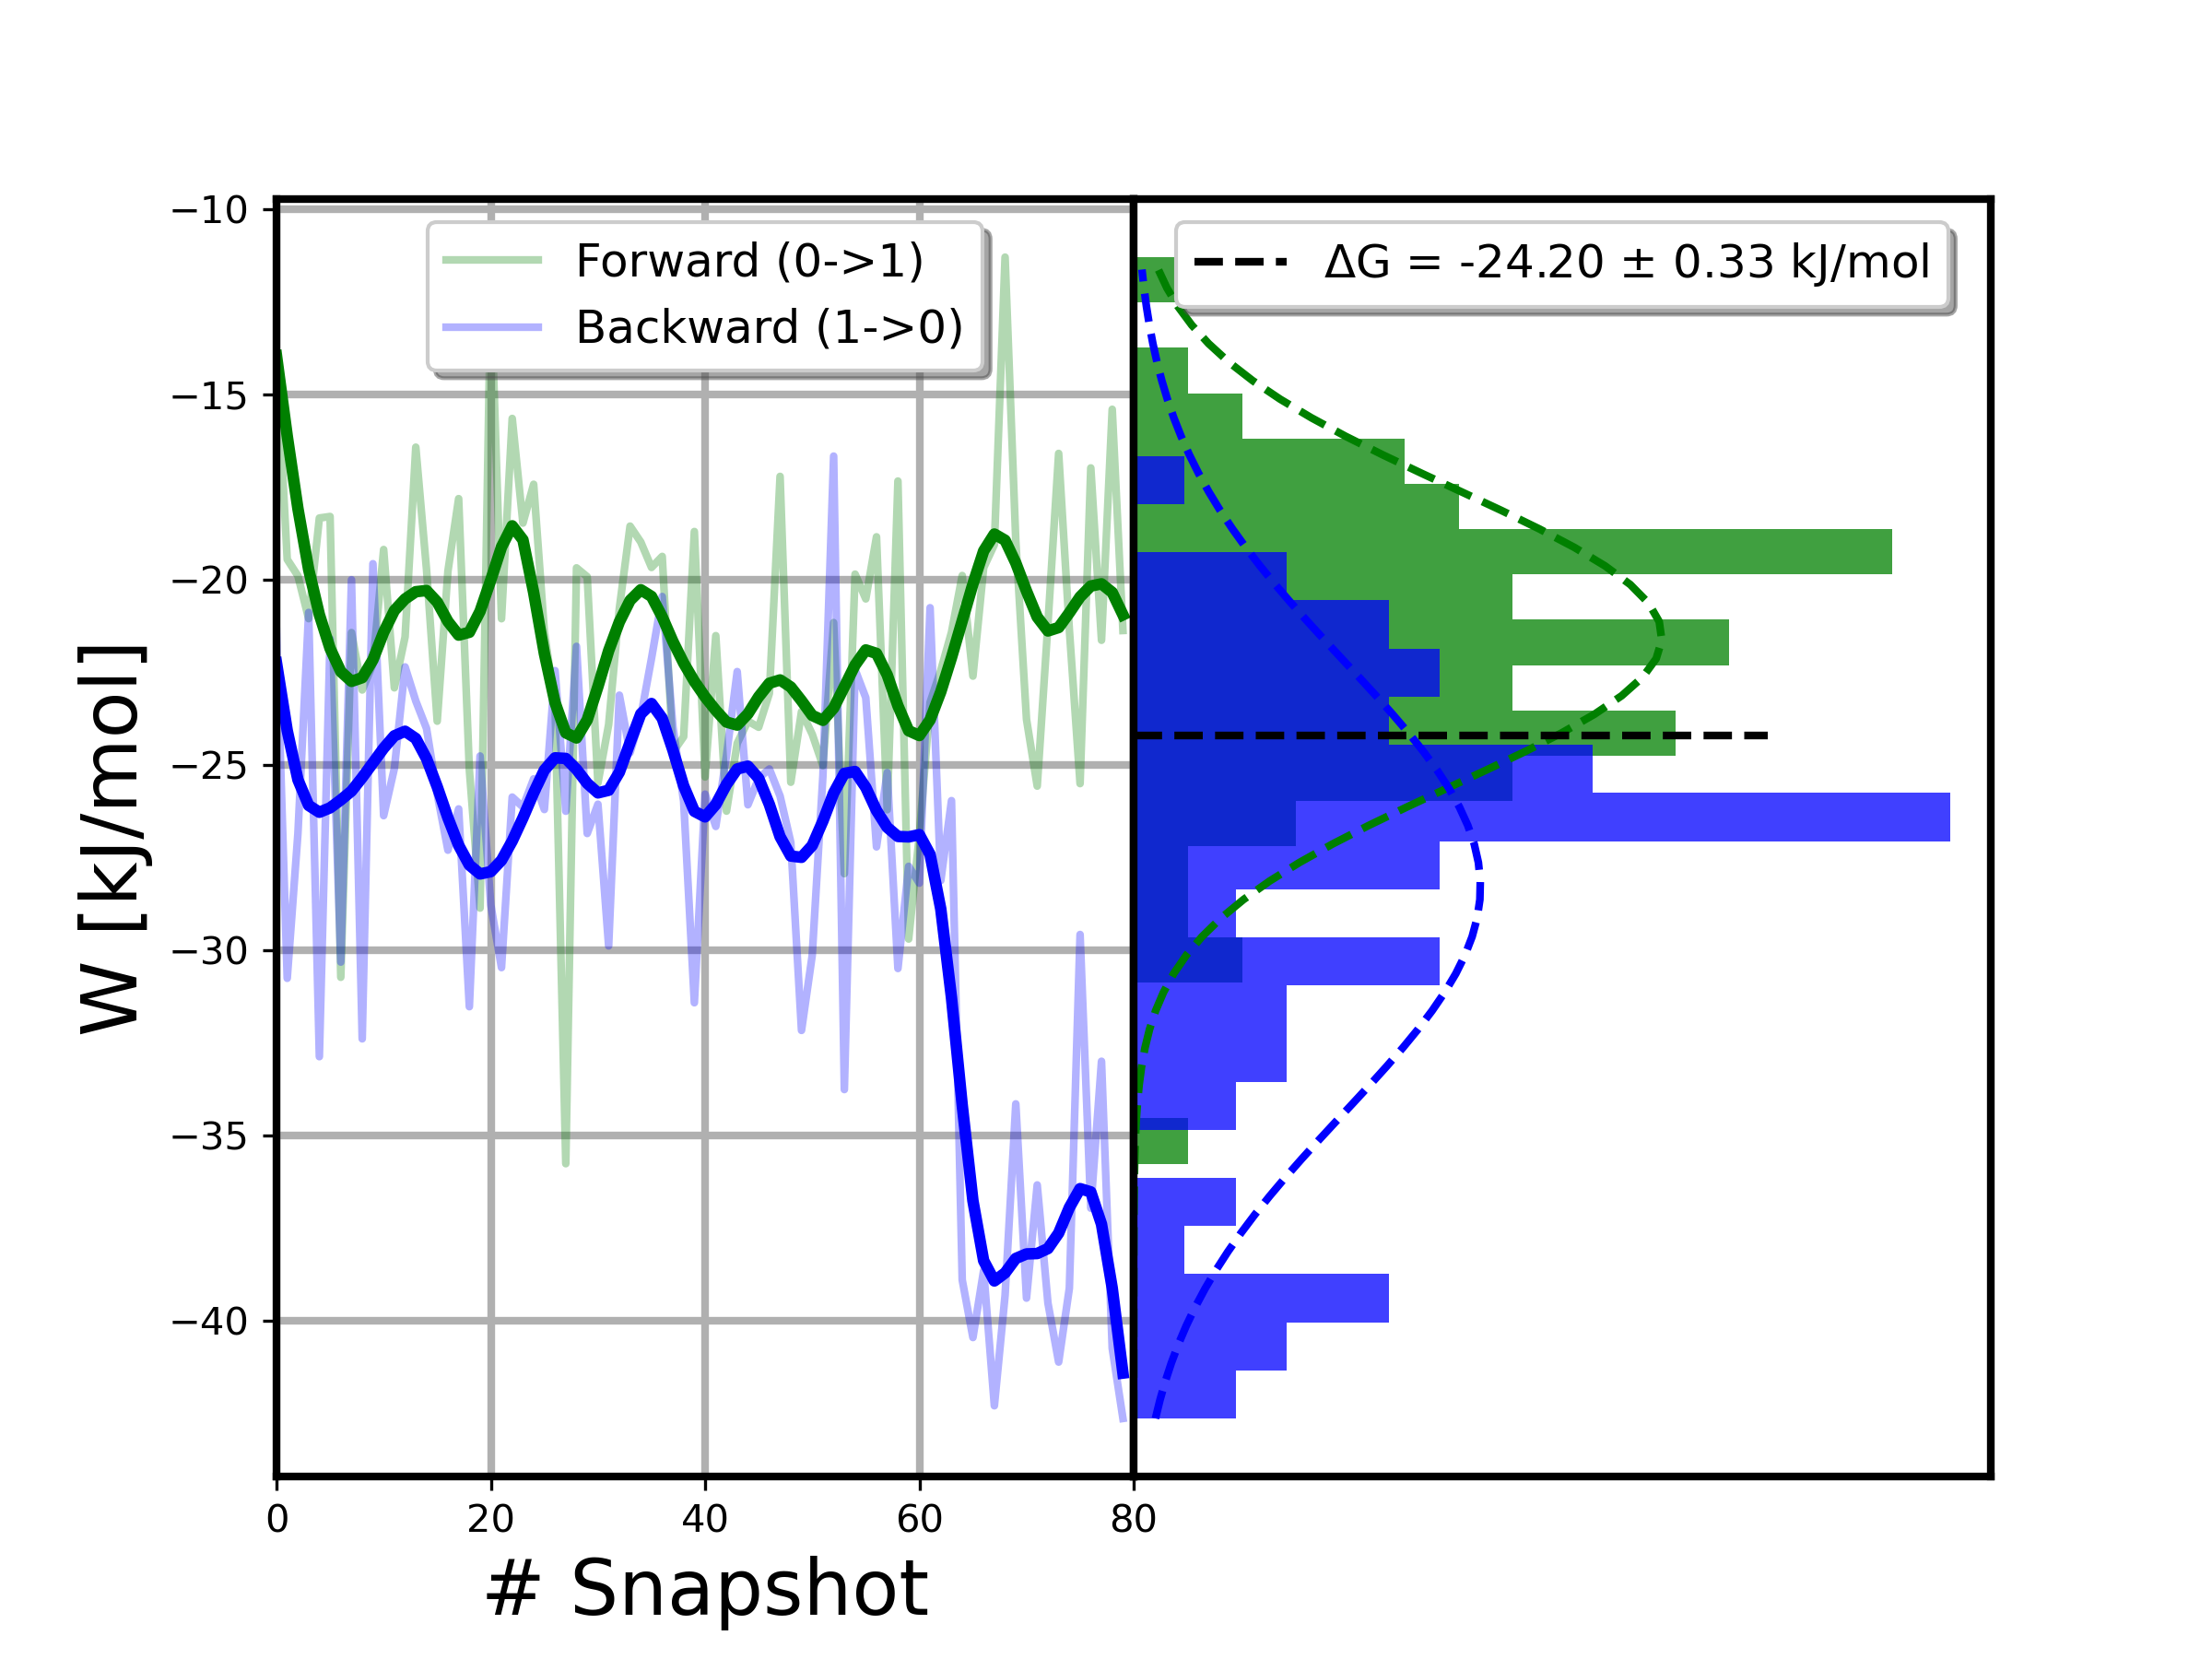 Forward (0->1)
Backward (1->0)
ΔG = -24.20 ± 0.33 kJ/mol
W [kJ/mol]
−10
−15
−20
−25
−30
−35
−40
0 20 40 60 80
# Snapshot